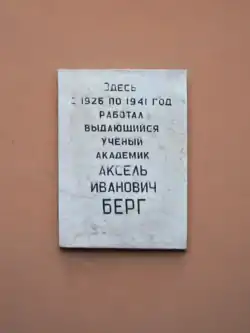 ЗДЕСЬ
С 1926 ПО 1941 ГОД
РАБОТАЛ
ВЫДАЮЩИЙСЯ
УЧЕНЫЙ
АКАДЕМИК
АКСЕЛЬ
ИВАНОВИЧ
БЕРГ